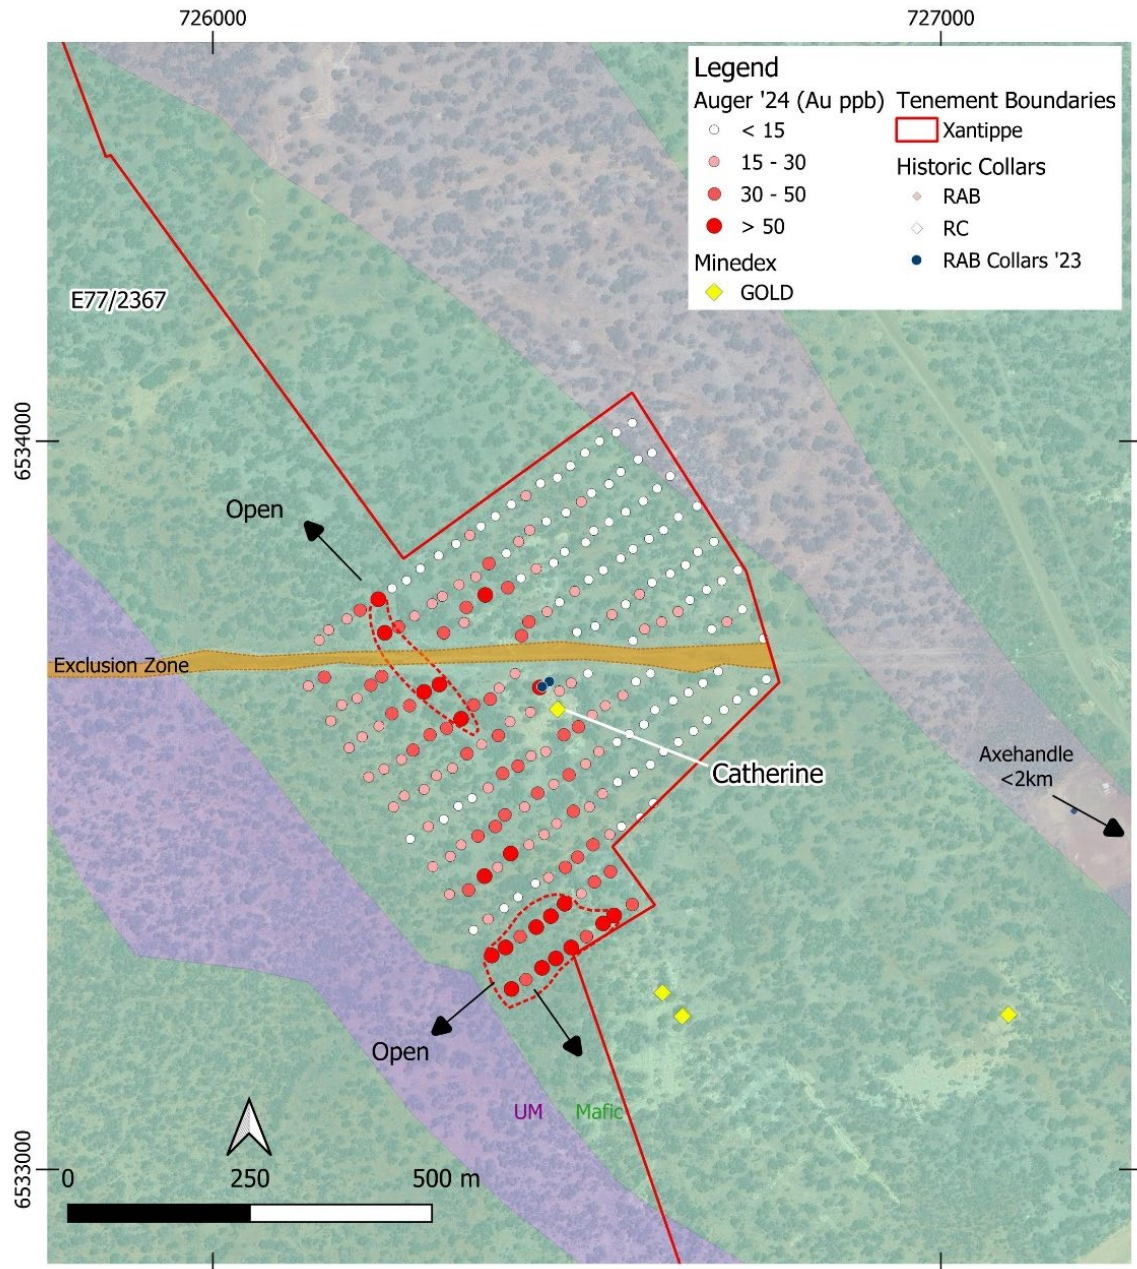 726000
727000
Legend
Auger '24 (Au ppb)
< 15
15 - 30
30 - 50
> 50
Minedex
GOLD
Tenement Boundaries
Xantippe
Historic Collars
RAB
RC
RAB Collars '23
E77/2367
6534000
Open
Exclusion Zone
Catherine
Axehandle
<2km
Open
UM
Mafic
6533000
0
250
500 m